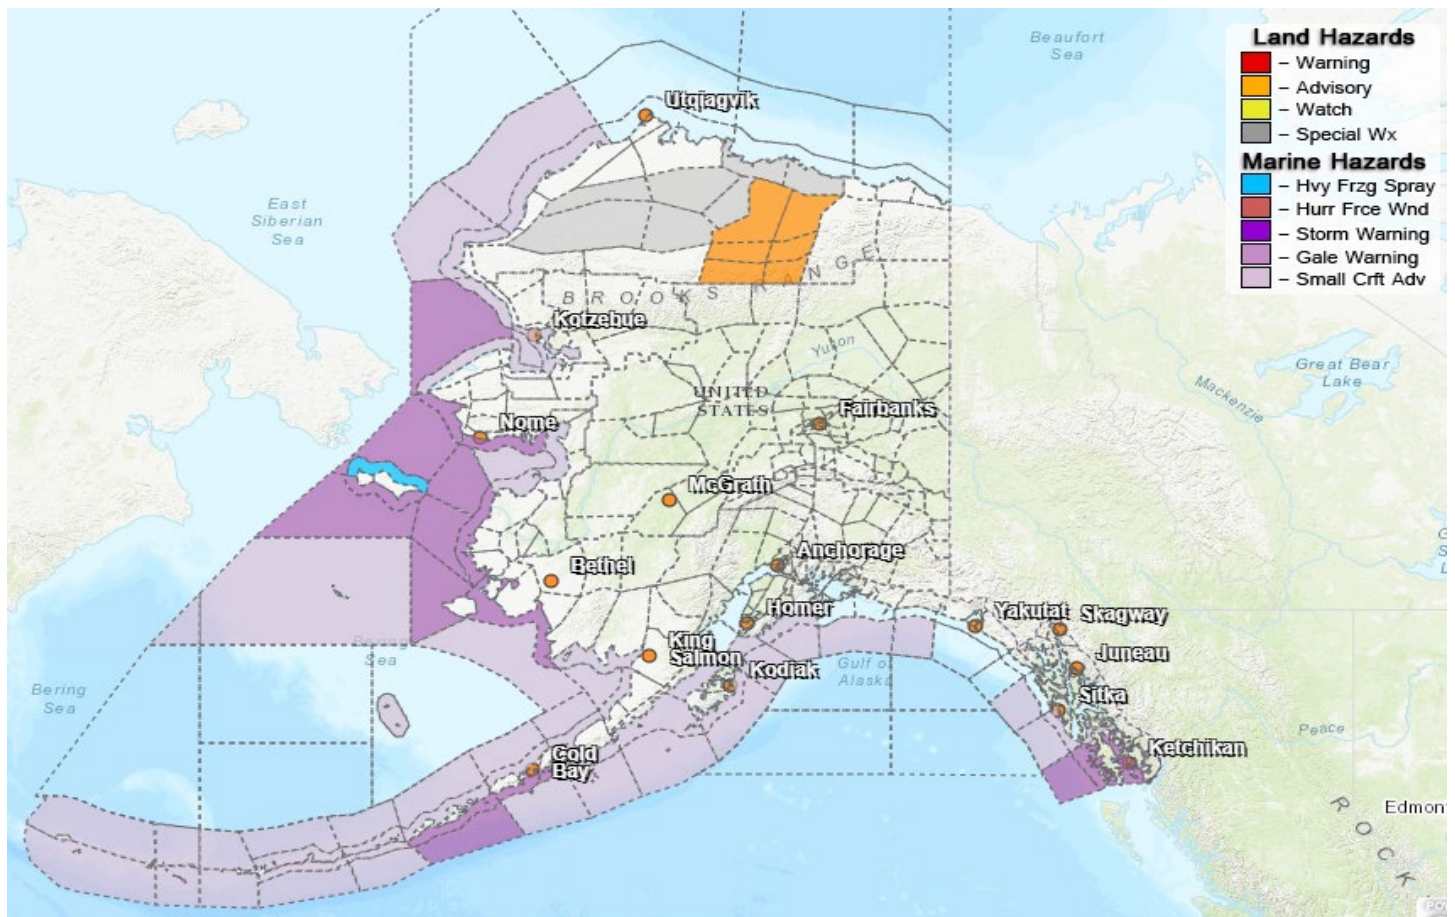 Beaufort
Sea
Land Hazards
– Warning
– Advisory
– Watch
– Special Wx
Marine Hazards
– Hvy Frzg Spray
– Hurr Frce Wnd
– Storm Warning
– Gale Warning
– Small Crft Adv
Utqiagvik
East
Siberian
Sea
BROOKS RANGE
Kotzebue
Yukon
Great Bear
Lake
Mackenzie
UNITED
STATES
Fairbanks
Nome
McGrath
Anchorage
Bethel
Homer
Yakutat
Skagway
King
Salmon
Juneau
Bering
Sea
Kodiak
Gulf of
Alaska
Bering
Sea
Sitka
Peace
Ketchikan
Cold
Bay
Edmon
ROCK